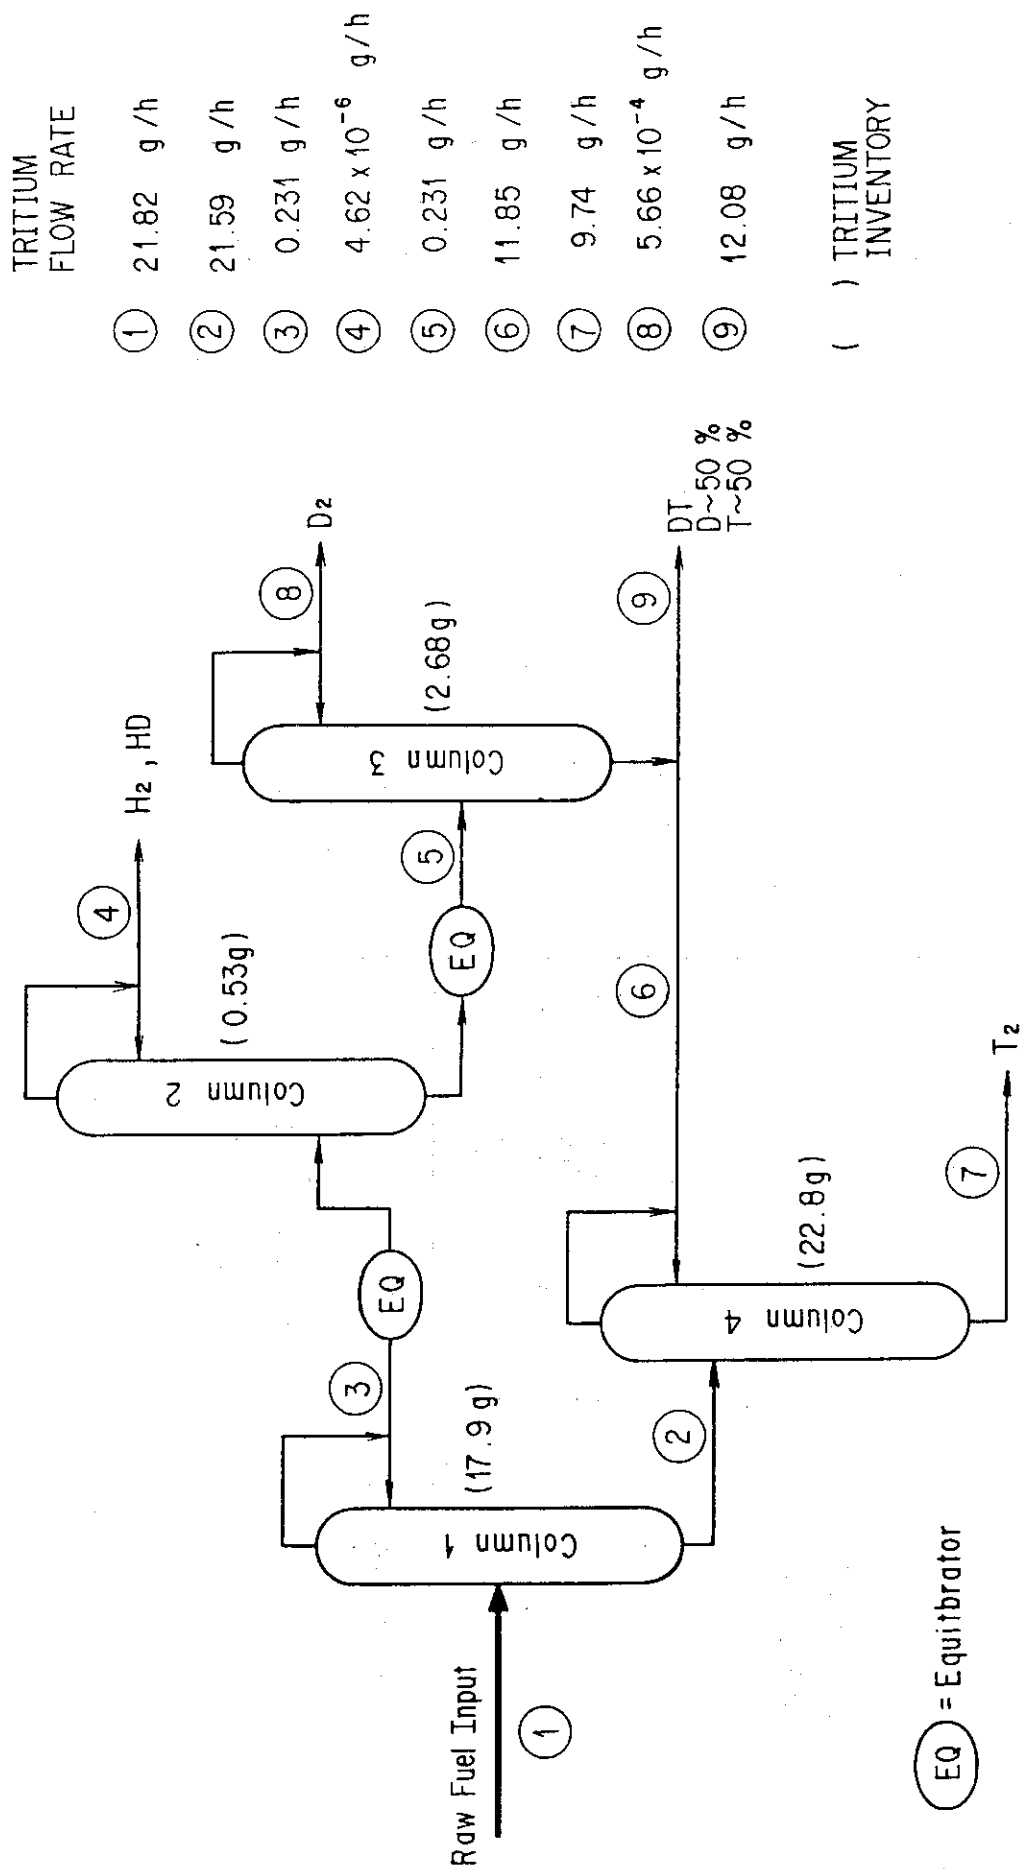 TRITIUM
FLOW RATE
① 21.82 g/h
② 21.59 g/h
③ 0.231 g/h
④ 4.62 x 10⁻⁶ g/h
⑤ 0.231 g/h
⑥ 11.85 g/h
⑦ 9.74 g/h
⑧ 5.66 x 10⁻⁴ g/h
⑨ 12.08 g/h
( ) TRITIUM
INVENTORY
④
H₂, HD
Column 2
(0.53g)
⑧
D₂
EQ
③
EQ
⑤
Column 3
(2.68g)
Raw Fuel Input
①
Column 1
(17.9g)
②
⑥
⑨
DT
D~50 %
T~50 %
Column 4
(22.8g)
⑦
T₂
EQ = Equitbrator